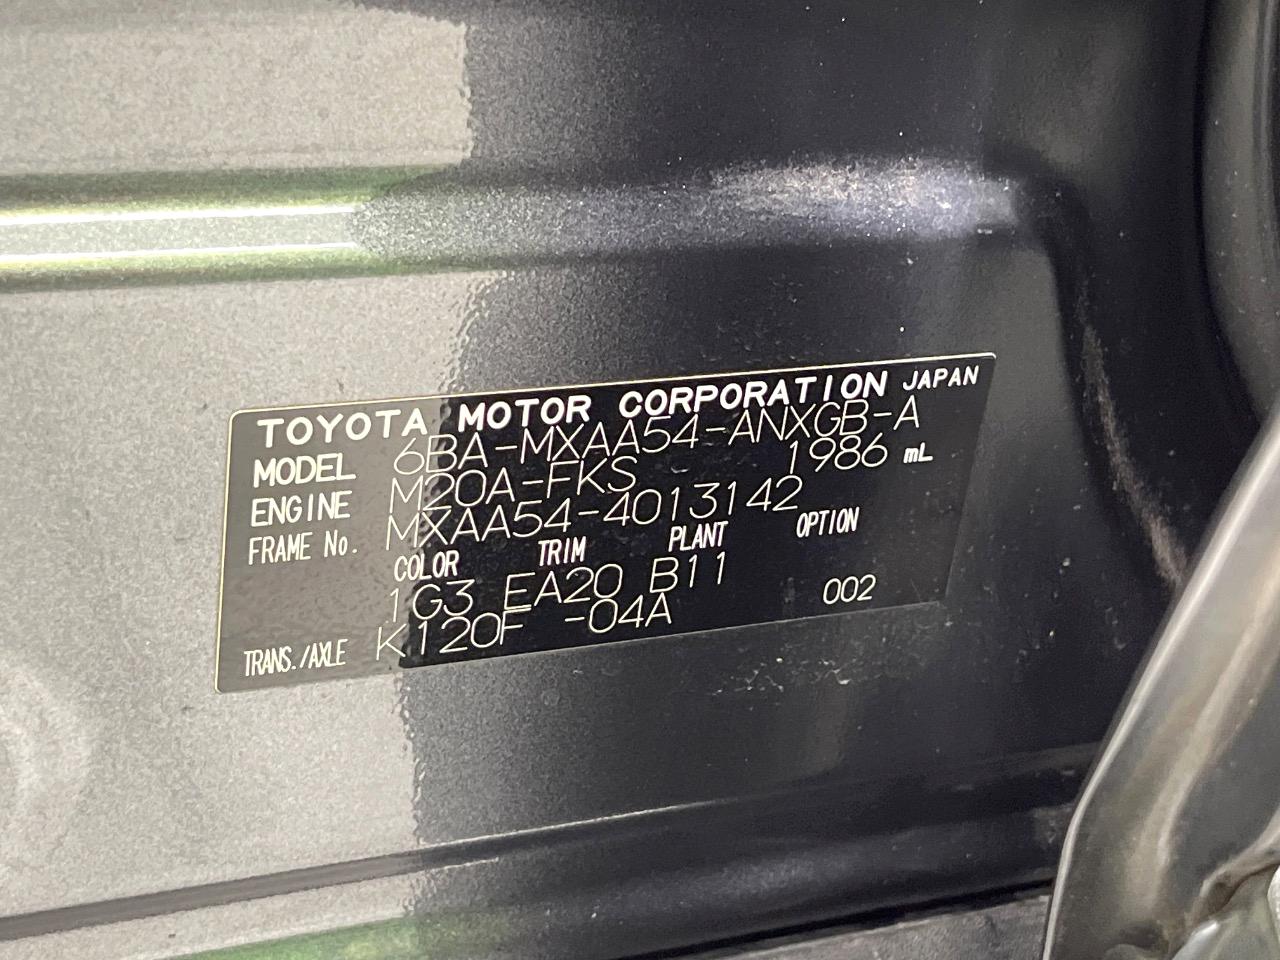 TOYOTA MOTOR CORPORATION JAPAN
MODEL 6BA-MXAA54-ANXGB-A
ENGINE M20A-FKS 1986 mL
FRAME No. MXAA54-4013142
COLOR TRIM PLANT OPTION
1G3 EA20 B11
TRANS./AXLE K120F -04A 002